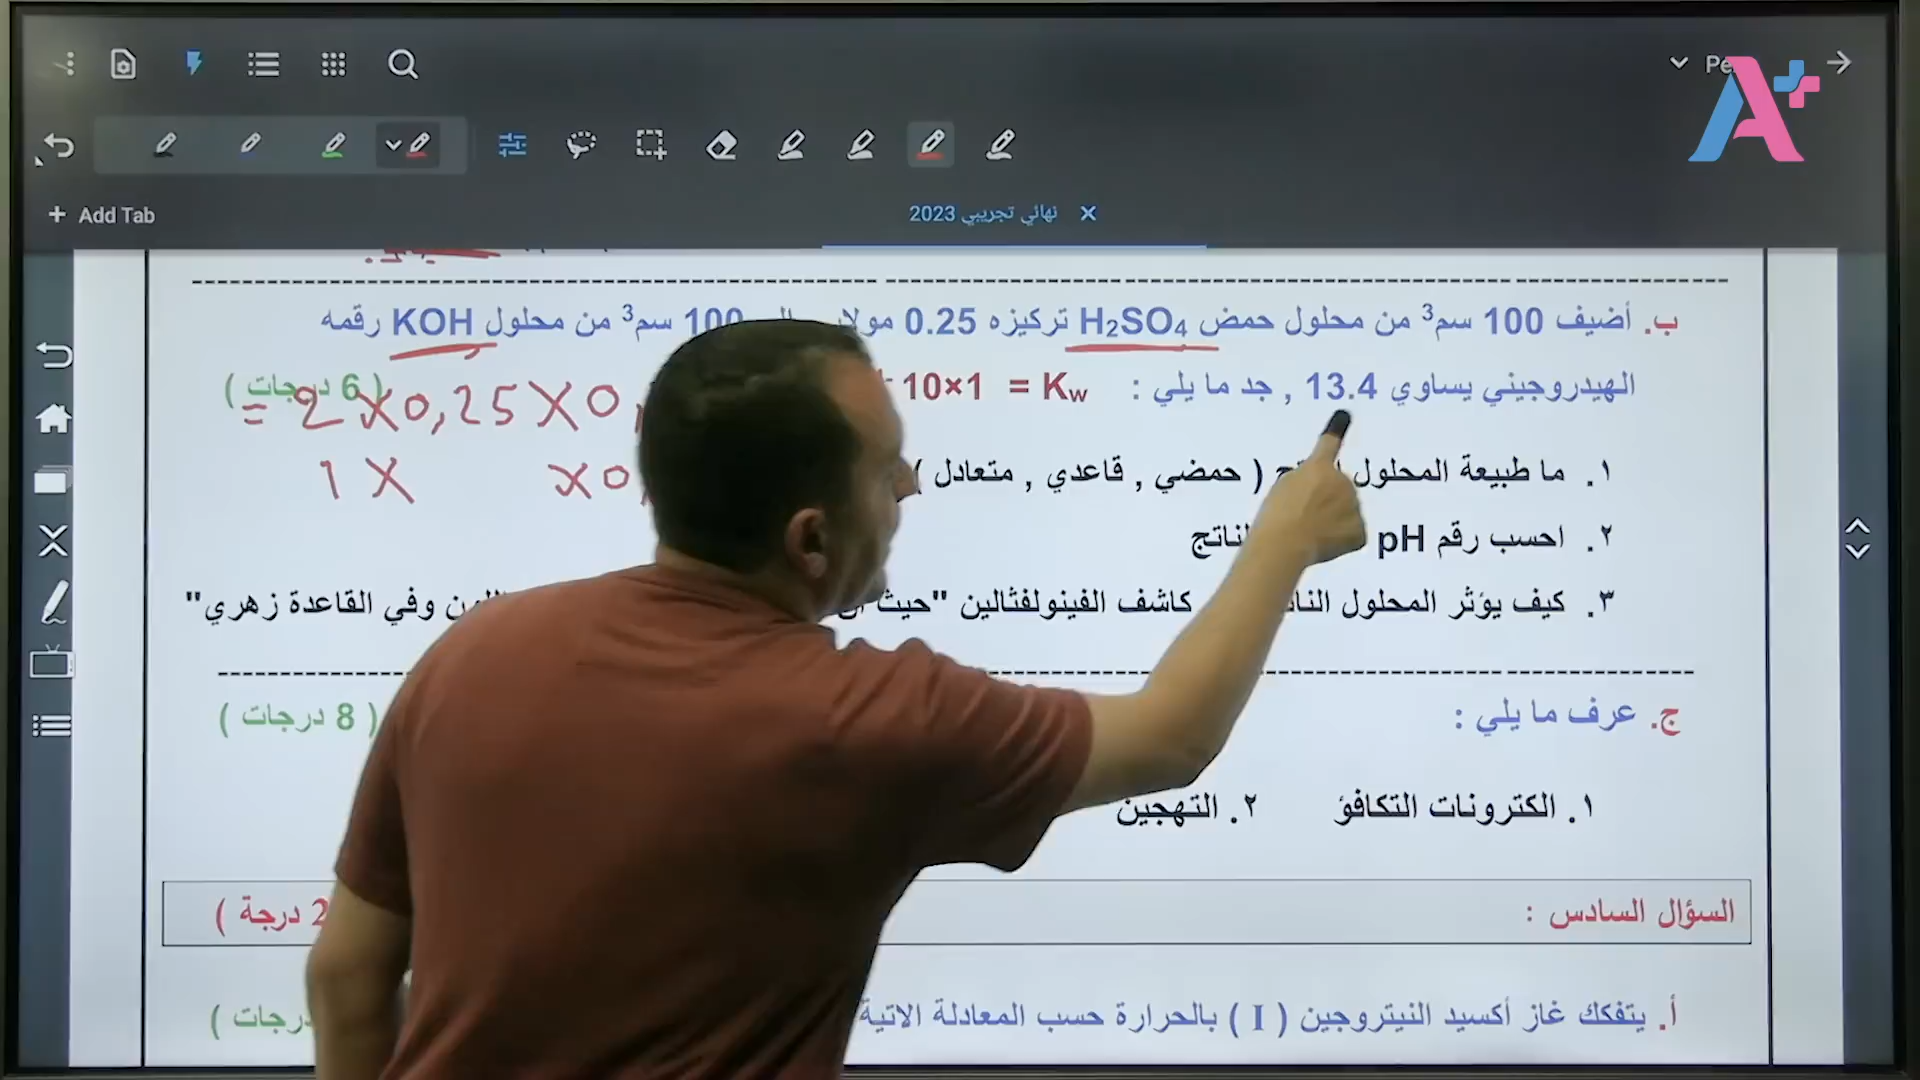 Add Tab
نهائي تجريبي 2023
A+
ب. أضيف 100 سم³ من محلول حمض H₂SO₄ تركيزه 0.25 100 سم³ من محلول KOH رقمه
الهيدروجيني يساوي 13.4 , جد ما يلي : Kw = 1×10 ( 6 درجات )
= 2 X 0,25 X 0,
1 X X 0,
١. ما طبيعة المحلول ( حمضي , قاعدي , متعادل )
٢. احسب رقم pH
٣. كيف يؤثر المحلول كاشف الفينولفثالين "حيث وفي القاعدة زهري"
ج. عرف ما يلي : ( 8 درجات )
١. الكترونات التكافؤ ٢. التهجين
السؤال السادس : درجة )
أ. يتفكك غاز أكسيد النيتروجين ( I ) بالحرارة حسب المعادلة الاتية